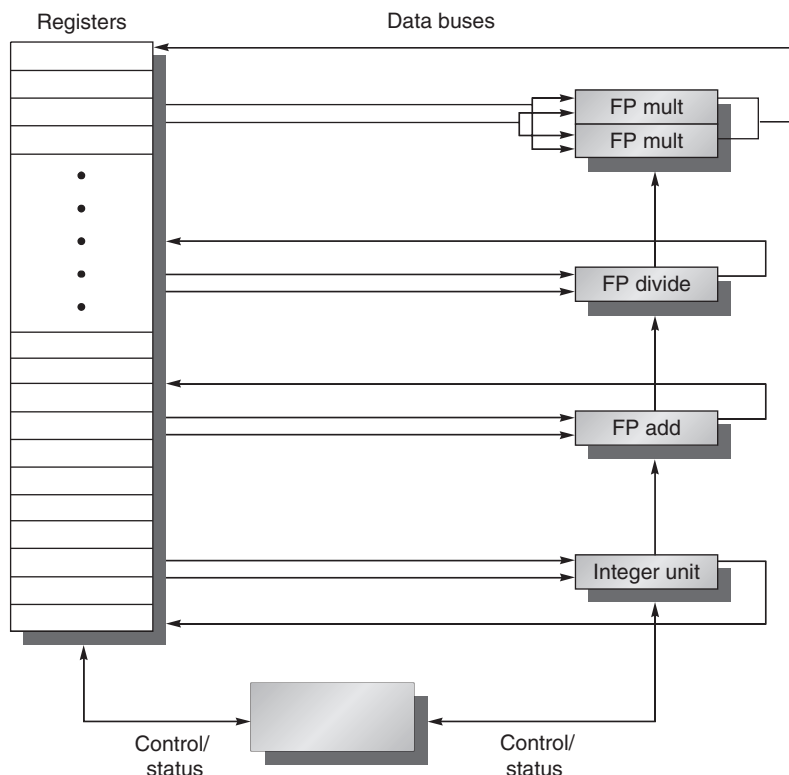 Registers
Data buses
FP mult
FP mult
FP divide
FP add
Integer unit
Control/
status
Control/
status